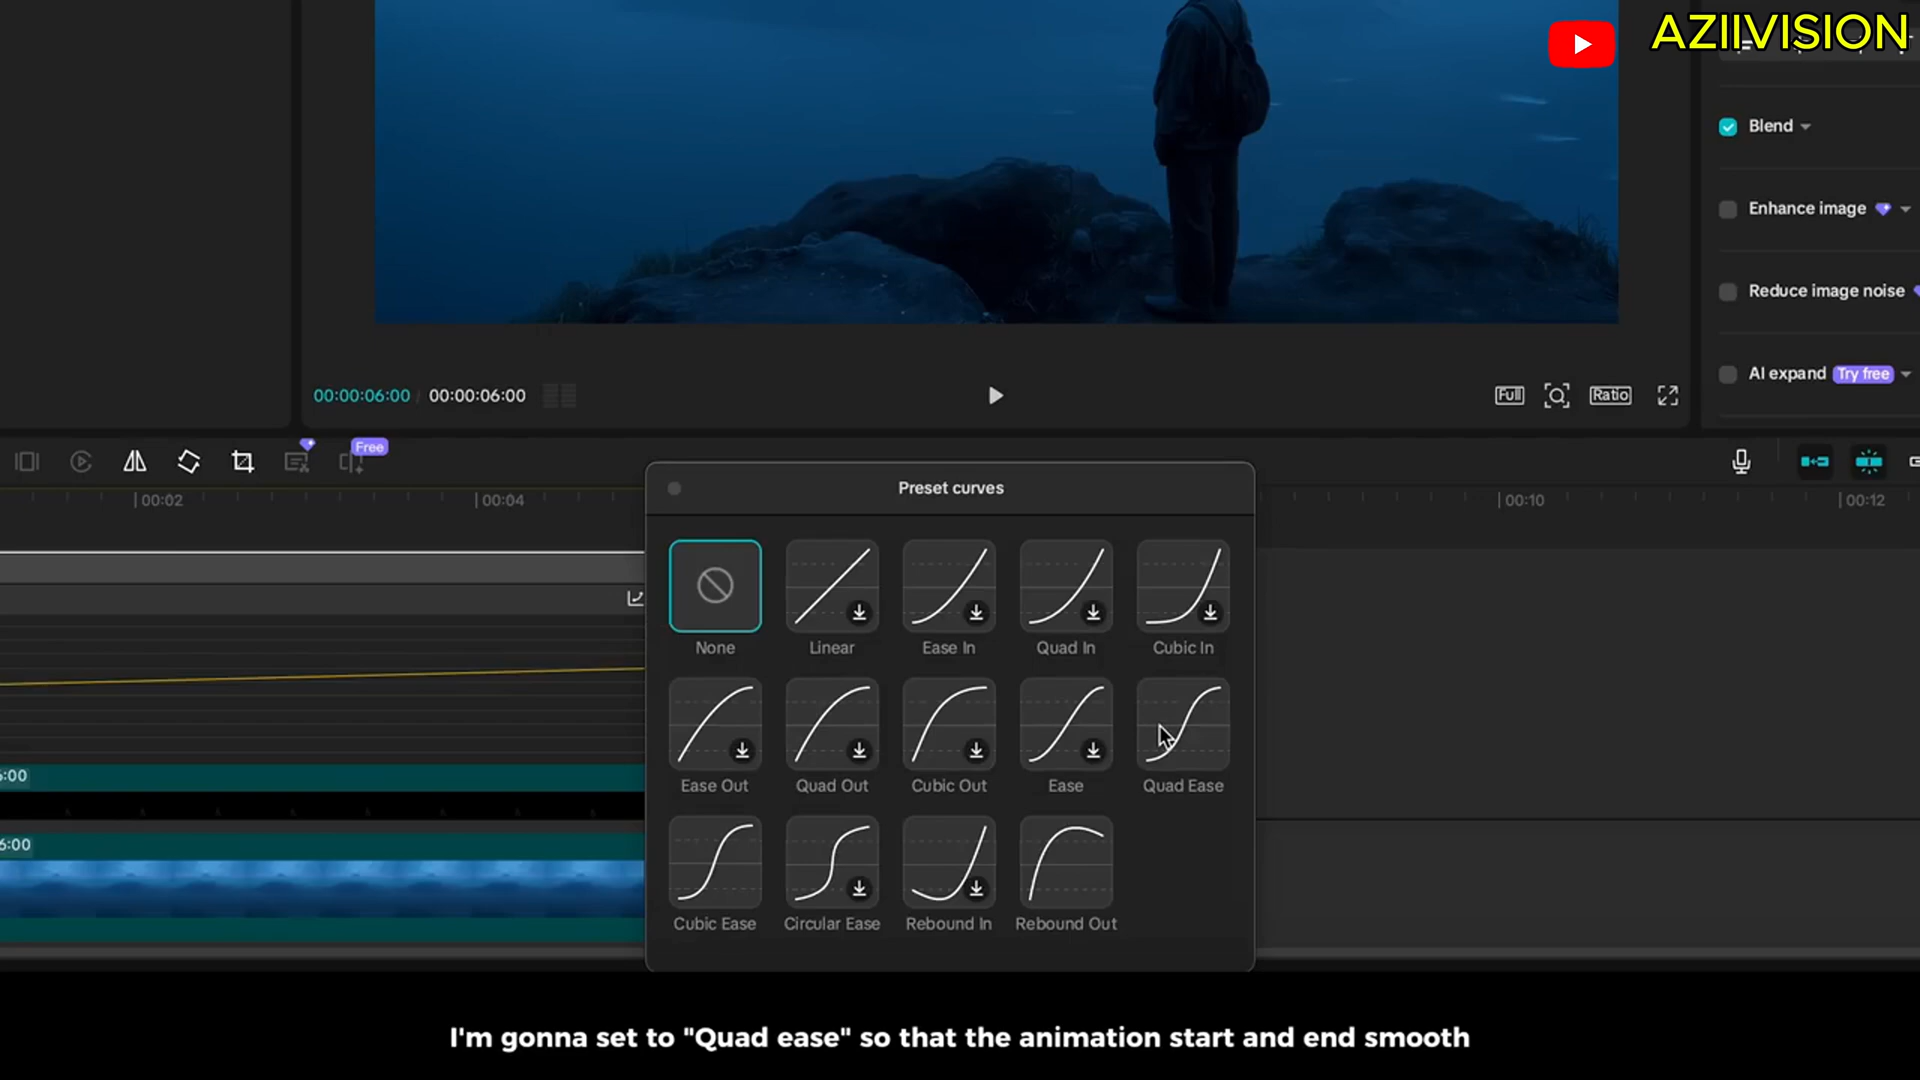 AZIIVISION
Blend
Enhance image
Reduce image noise
AI expand Try free
00:00:06:00 / 00:00:06:00
Full
Ratio
Free
00:02
00:04
00:10
00:12
Preset curves
None
Linear
Ease In
Quad In
Cubic In
Ease Out
Quad Out
Cubic Out
Ease
Quad Ease
Cubic Ease
Circular Ease
Rebound In
Rebound Out
6:00
6:00
I'm gonna set to "Quad ease" so that the animation start and end smooth